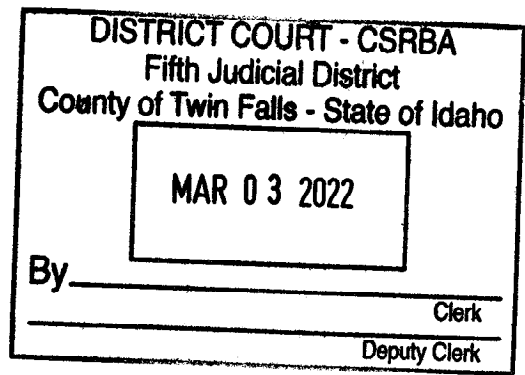 DISTRICT COURT - CSRBA
Fifth Judicial District
County of Twin Falls - State of Idaho
MAR 03 2022
By
Clerk
Deputy Clerk